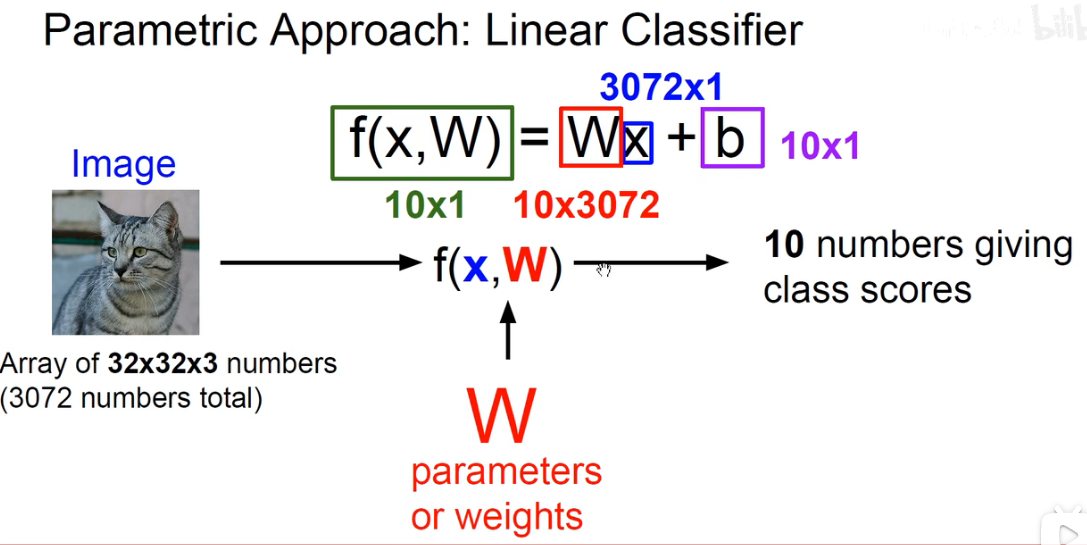 Parametric Approach: Linear Classifier
3072x1
f(x,W) = Wx + b 10x1
Image
10x1 10x3072
f(x,W)
10 numbers giving
class scores
Array of 32x32x3 numbers
(3072 numbers total)
W
parameters
or weights